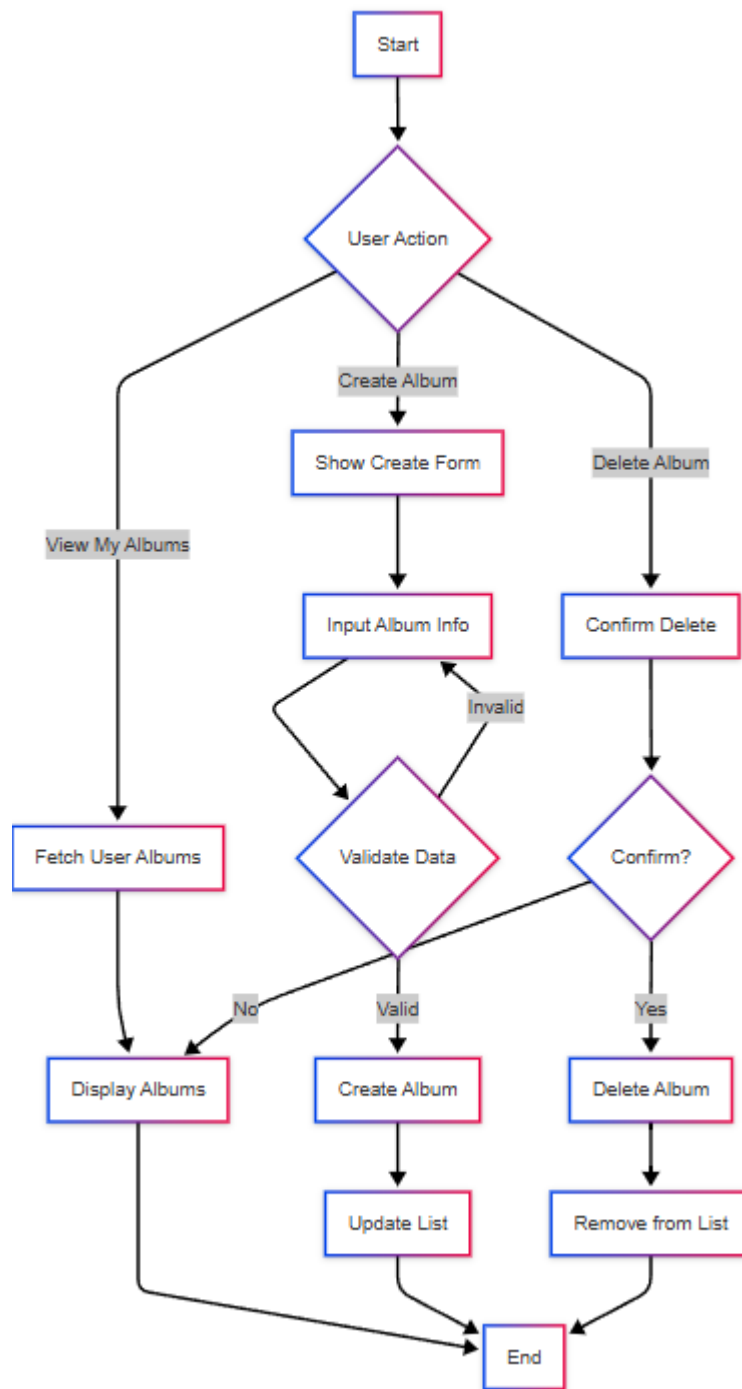 Start
User Action
Create Album
Show Create Form
Delete Album
View My Albums
Input Album Info
Confirm Delete
Invalid
Fetch User Albums
Validate Data
Confirm?
No
Valid
Yes
Display Albums
Create Album
Delete Album
Update List
Remove from List
End